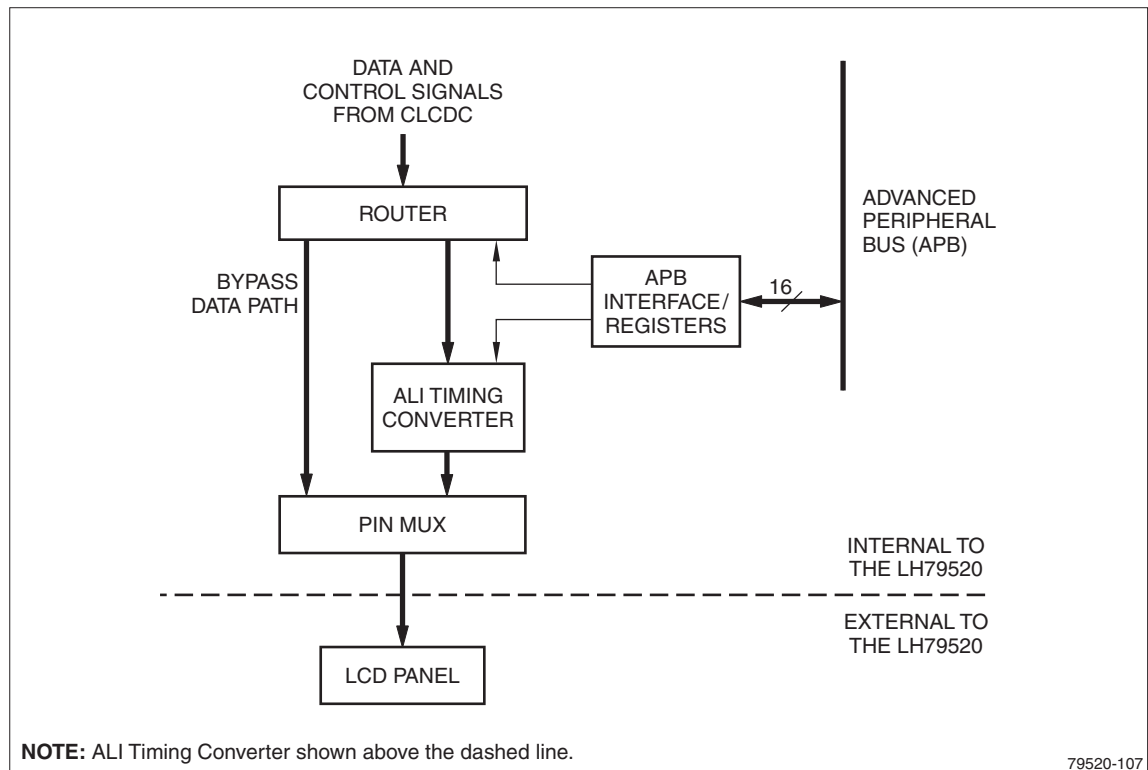 DATA AND
CONTROL SIGNALS
FROM CLCDC
ROUTER
ADVANCED
PERIPHERAL
BUS (APB)
BYPASS
DATA PATH
APB
INTERFACE/
REGISTERS
16
ALI TIMING
CONVERTER
PIN MUX
INTERNAL TO
THE LH79520
EXTERNAL TO
THE LH79520
LCD PANEL
NOTE: ALI Timing Converter shown above the dashed line.
79520-107